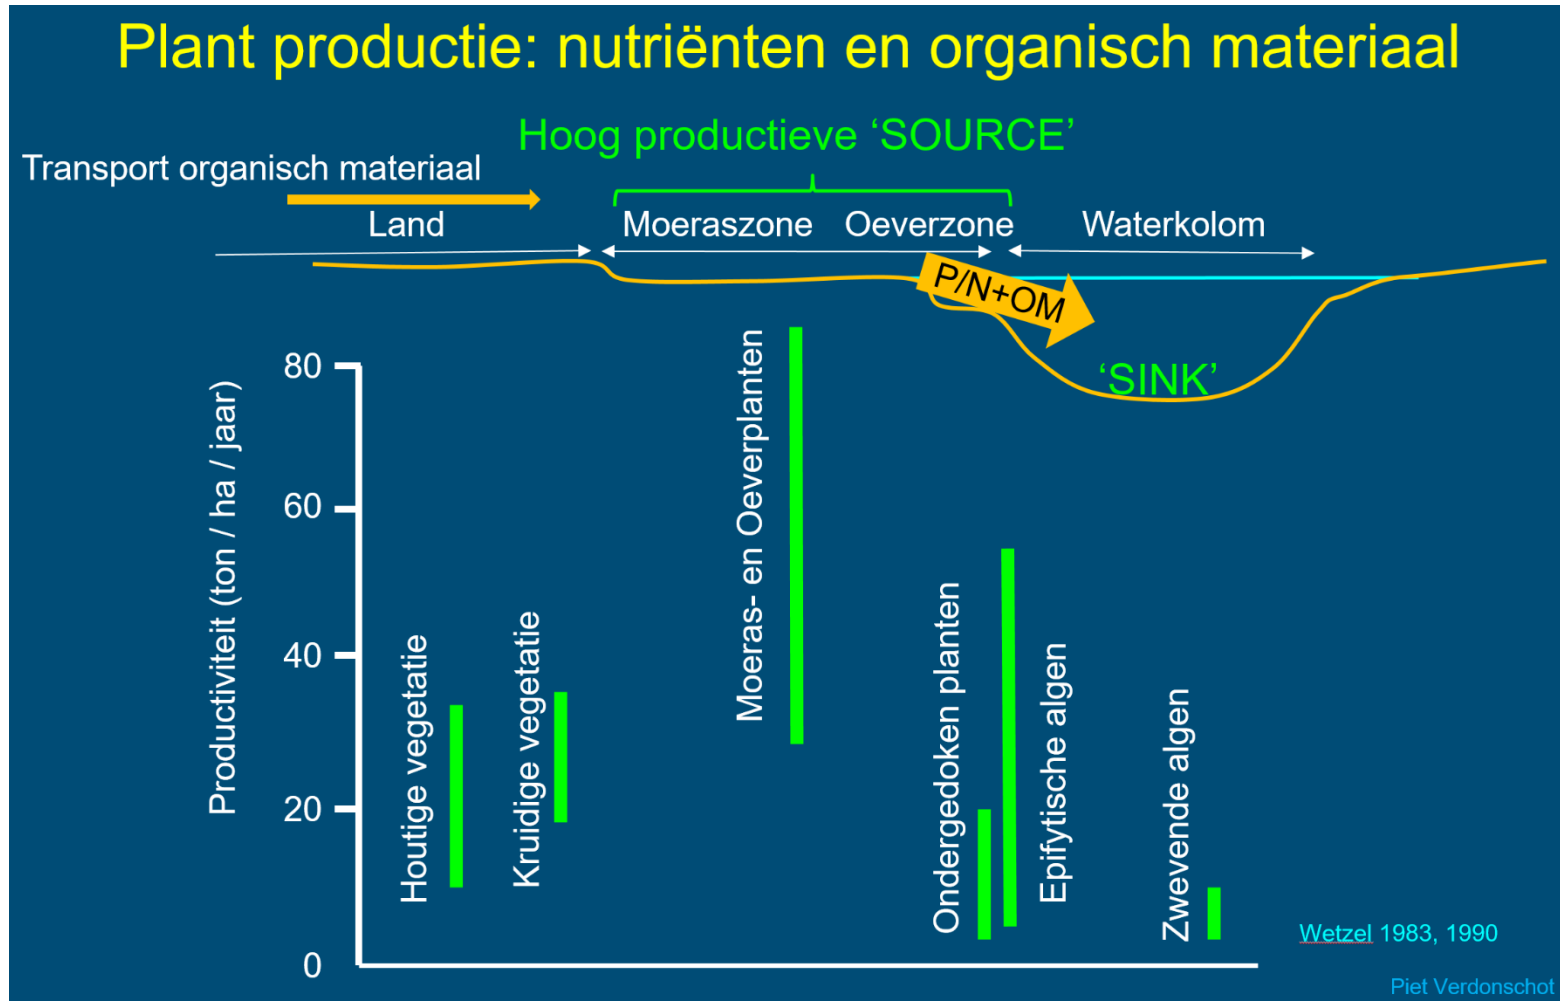 Plant productie: nutriënten en organisch materiaal
Hoog productieve ‘SOURCE’
Transport organisch materiaal
Land
Moeraszone
Oeverzone
Waterkolom
P/N+OM
‘SINK’
Productiviteit (ton / ha / jaar)
80
60
40
20
0
Houtige vegetatie
Kruidige vegetatie
Moeras- en Oeverplanten
Ondergedoken planten
Epifytische algen
Zwevende algen
Wetzel 1983, 1990
Piet Verdonschot